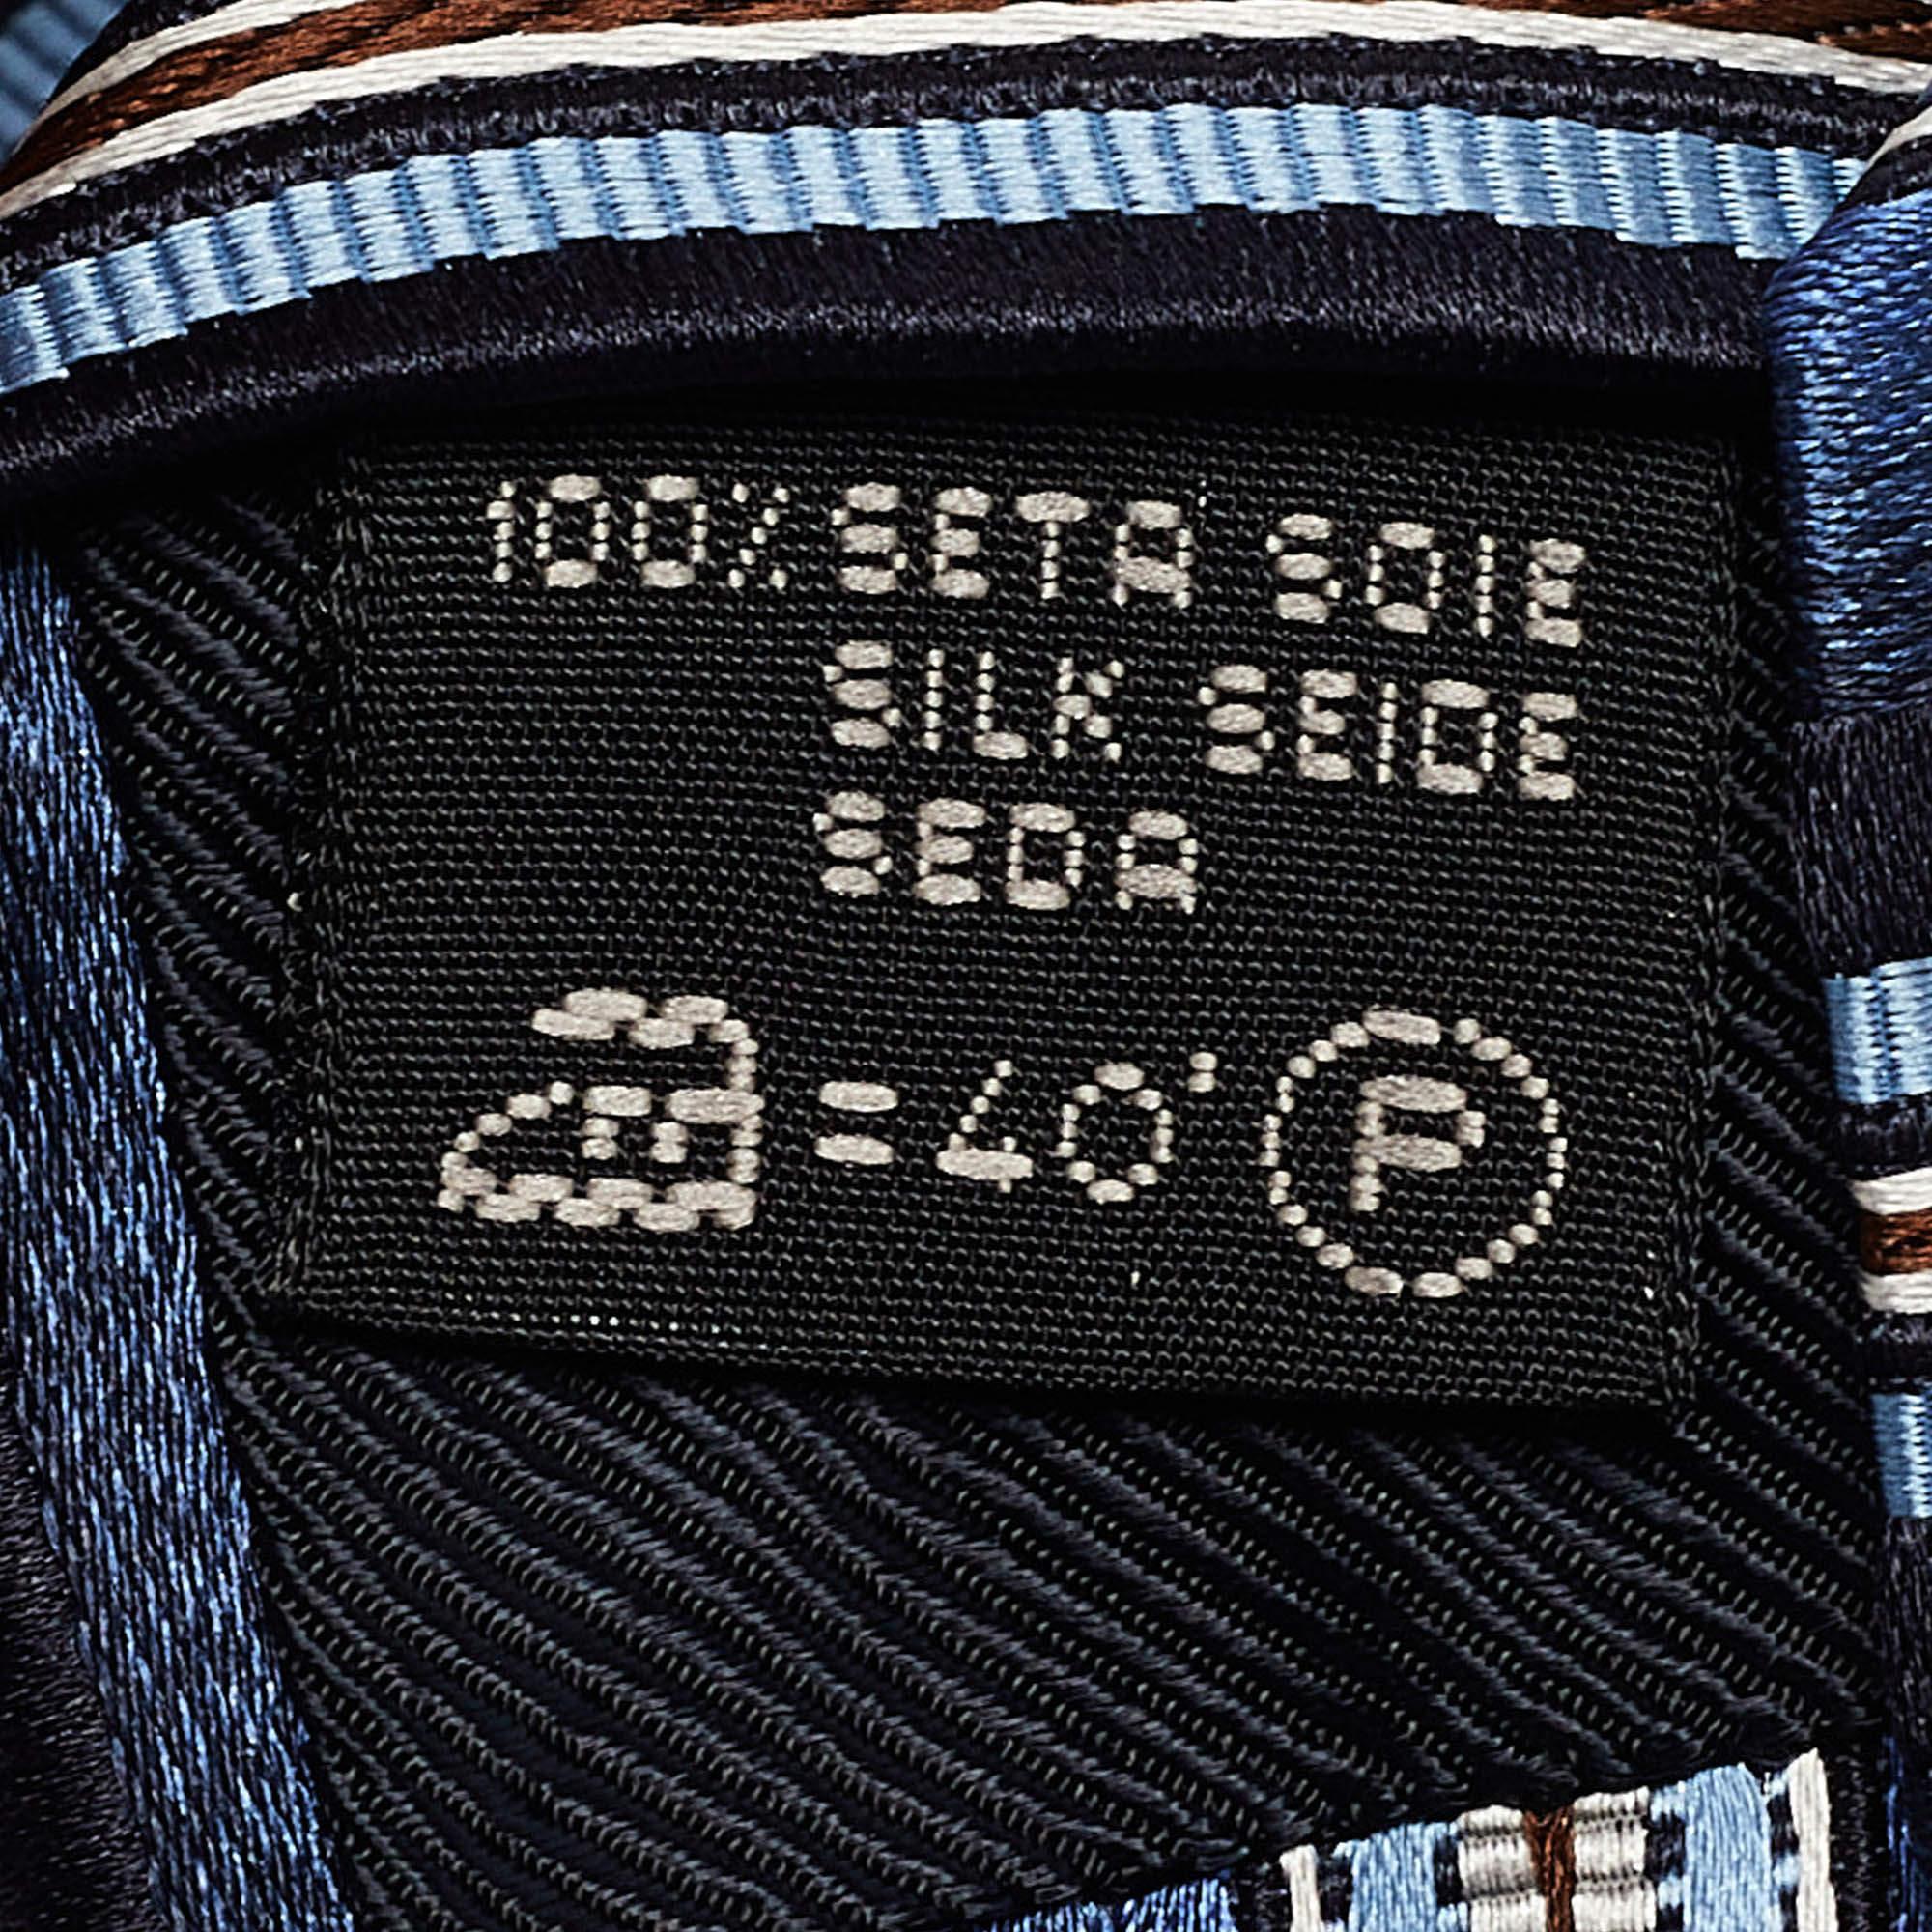 100% SETA SOIE
SILK SEIDE
SEDA
= 40° P